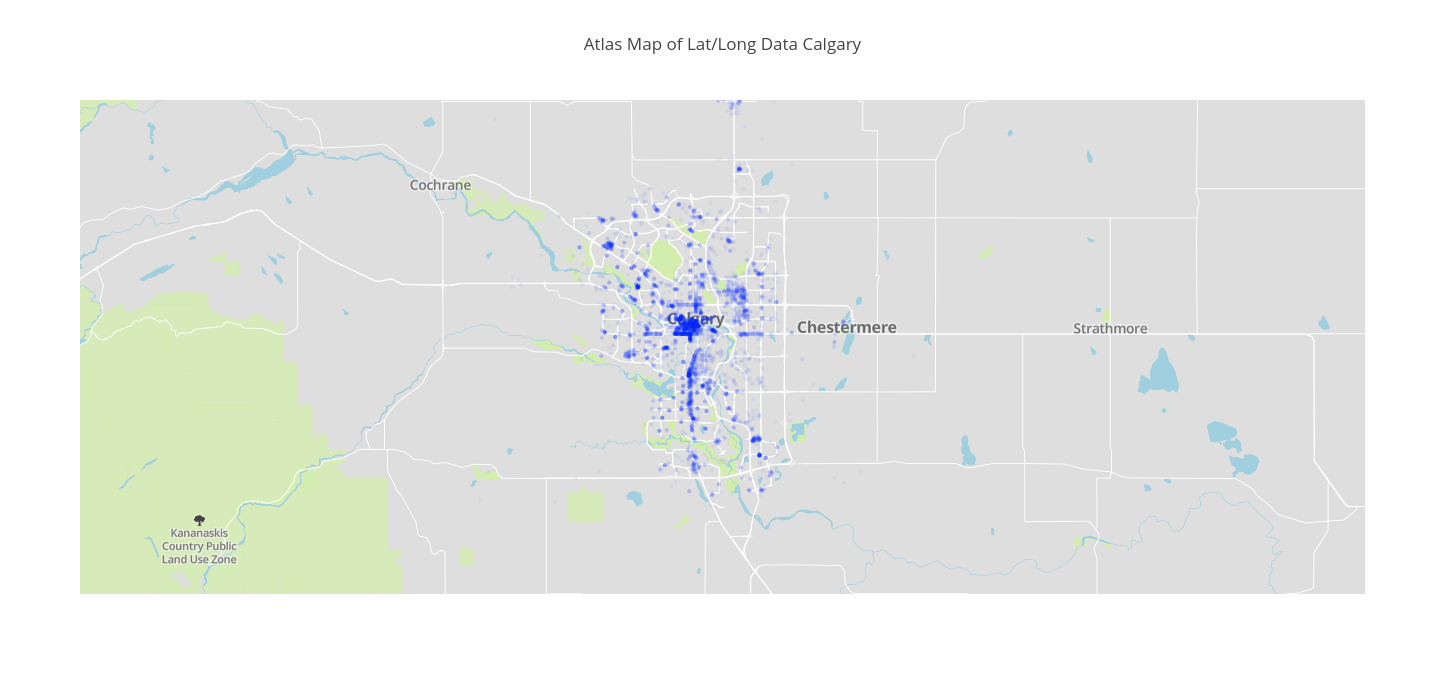 Atlas Map of Lat/Long Data Calgary
Cochrane
Calgary
Chestermere
Strathmore
Kananaskis
Country Public
Land Use Zone